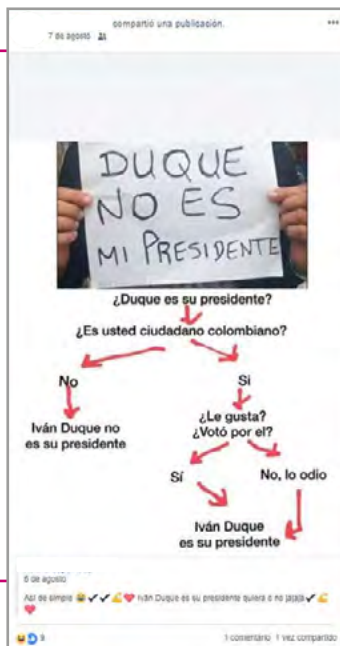 compartió una publicación.
7 de agosto
DUQUE
NO ES
MI PRESIDENTE
¿Duque es su presidente?
¿Es usted ciudadano colombiano?
No
Sí
Iván Duque no
es su presidente
¿Le gusta?
¿Votó por el?
Sí
No, lo odio
Iván Duque
es su presidente
6 de agosto
Así de simple 😂✔✔💪❤ Iván Duque es su presidente quiera o no jajaja ✔💪
❤
9
1 comentario 1 vez compartido